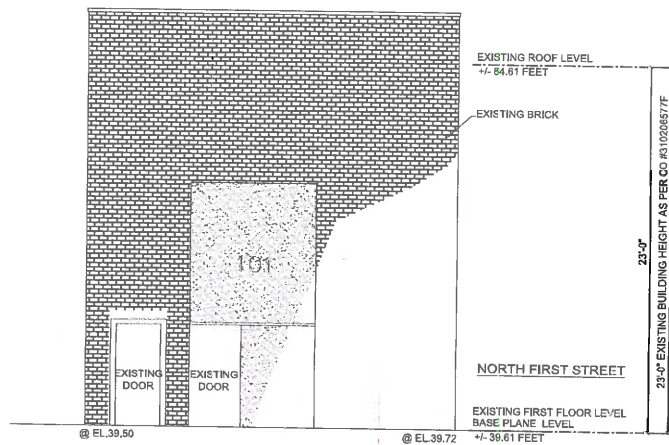 EXISTING ROOF LEVEL
+/- 64.61 FEET
EXISTING BRICK
101
EXISTING
DOOR
EXISTING
DOOR
23'-0"
23'-0" EXISTING BUILDING HEIGHT AS PER CO #310206577F
NORTH FIRST STREET
EXISTING FIRST FLOOR LEVEL
BASE PLANE LEVEL
+/- 39.61 FEET
@ EL.39.50
@ EL.39.72